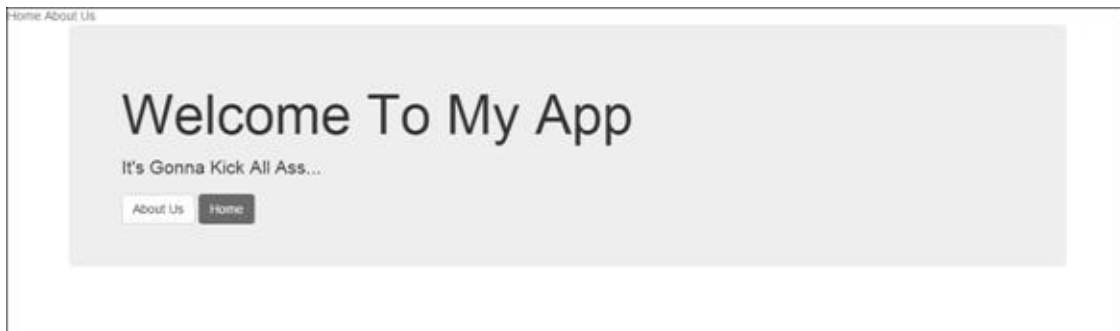 Home About Us
Welcome To My App
It's Gonna Kick All Ass...
About Us Home